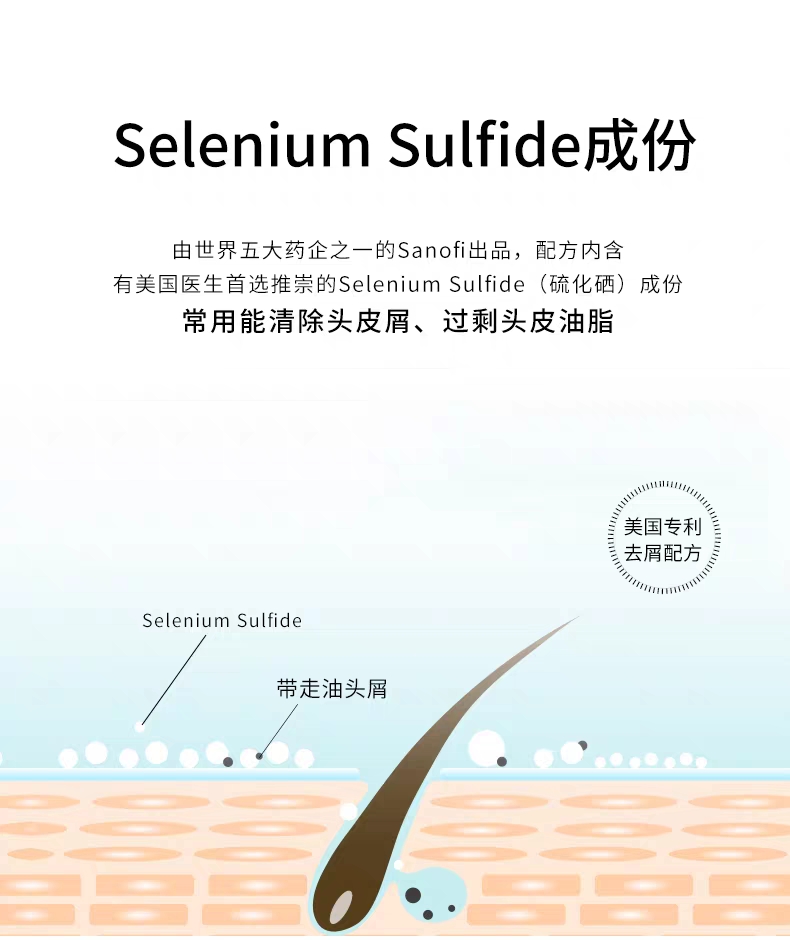 Selenium Sulfide成份
由世界五大药企之一的Sanofi出品，配方内含
有美国医生首选推崇的Selenium Sulfide（硫化硒）成份
常用能清除头皮屑、过剩头皮油脂
美国专利
去屑配方
Selenium Sulfide
带走油头屑